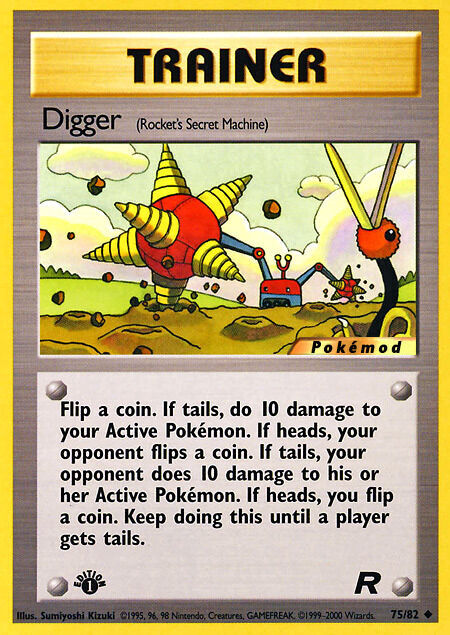 TRAINER
Digger (Rocket's Secret Machine)
Pokémod
Flip a coin. If tails, do 10 damage to
your Active Pokémon. If heads, your
opponent flips a coin. If tails, your
opponent does 10 damage to his or
her Active Pokémon. If heads, you flip
a coin. Keep doing this until a player
gets tails.
EDITION
1
R
Illus. Sumiyoshi Kizuki ©1995, 96, 98 Nintendo, Creatures, GAMEFREAK. ©1999-2000 Wizards. 75/82